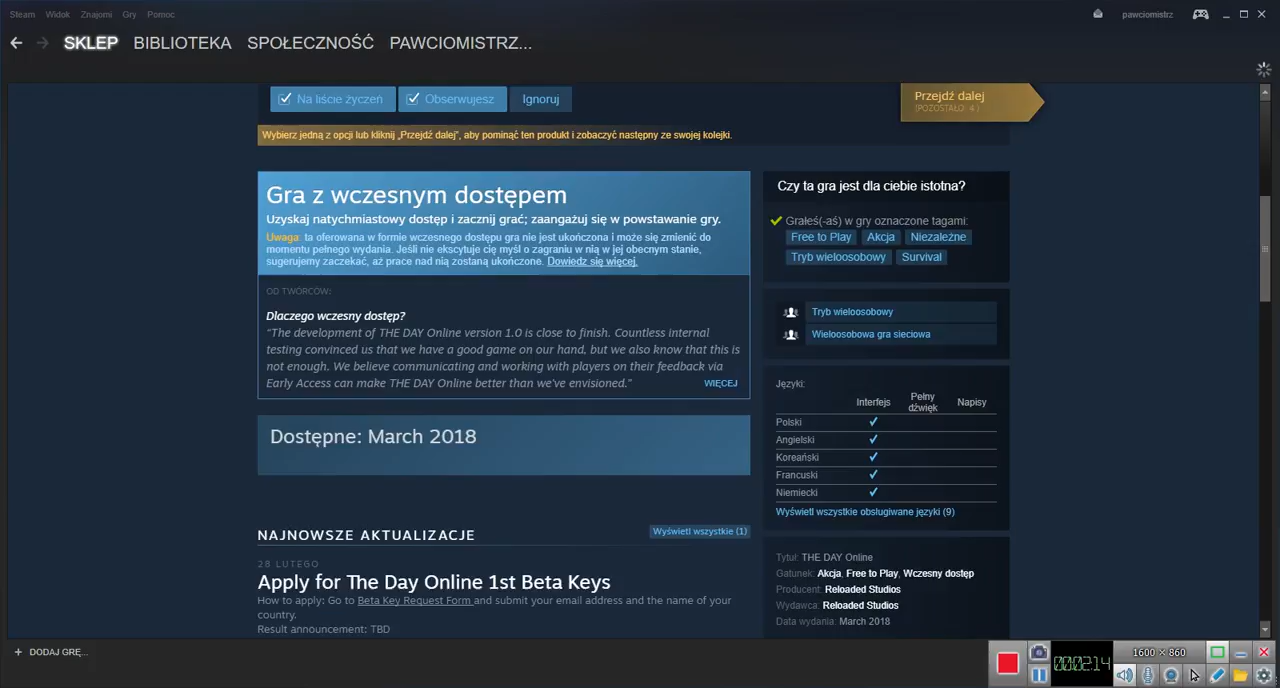 Steam Widok Znajomi Gry Pomoc
pawciomistrz
SKLEP BIBLIOTEKA SPOŁECZNOŚĆ PAWCIOMISTRZ...
Na liście życzeń Obserwujesz Ignoruj
Przejdź dalej
(POZOSTAŁO: 4 )
Wybierz jedną z opcji lub kliknij „Przejdź dalej”, aby pominąć ten produkt i zobaczyć następny ze swojej kolejki.
Gra z wczesnym dostępem
Uzyskaj natychmiastowy dostęp i zacznij grać; zaangażuj się w powstawanie gry.
Uwaga: ta oferowana w formie wczesnego dostępu gra nie jest ukończona i może się zmienić do
momentu pełnego wydania. Jeśli nie ekscytuje cię myśl o zagraniu w nią w jej obecnym stanie,
sugerujemy zaczekać, aż prace nad nią zostaną ukończone. Dowiedz się więcej.
OD TWÓRCÓW:
Dlaczego wczesny dostęp?
“The development of THE DAY Online version 1.0 is close to finish. Countless internal
testing convinced us that we have a good game on our hand, but we also know that this is
not enough. We believe communicating and working with players on their feedback via
Early Access can make THE DAY Online better than we've envisioned.”
WIĘCEJ
Dostępne: March 2018
NAJNOWSZE AKTUALIZACJE
Wyświetl wszystkie (1)
28 LUTEGO
Apply for The Day Online 1st Beta Keys
How to apply: Go to Beta Key Request Form and submit your email address and the name of your
country.
Result announcement: TBD
Czy ta gra jest dla ciebie istotna?
Grałeś(-aś) w gry oznaczone tagami:
Free to Play Akcja Niezależne
Tryb wieloosobowy Survival
Tryb wieloosobowy
Wieloosobowa gra sieciowa
Języki:
Interfejs Pełny dźwięk Napisy
Polski
Angielski
Koreański
Francuski
Niemiecki
Wyświetl wszystkie obsługiwane języki (9)
Tytuł: THE DAY Online
Gatunek: Akcja, Free to Play, Wczesny dostęp
Producent: Reloaded Studios
Wydawca: Reloaded Studios
Data wydania: March 2018
+ DODAJ GRĘ...
000214
1600 × 860